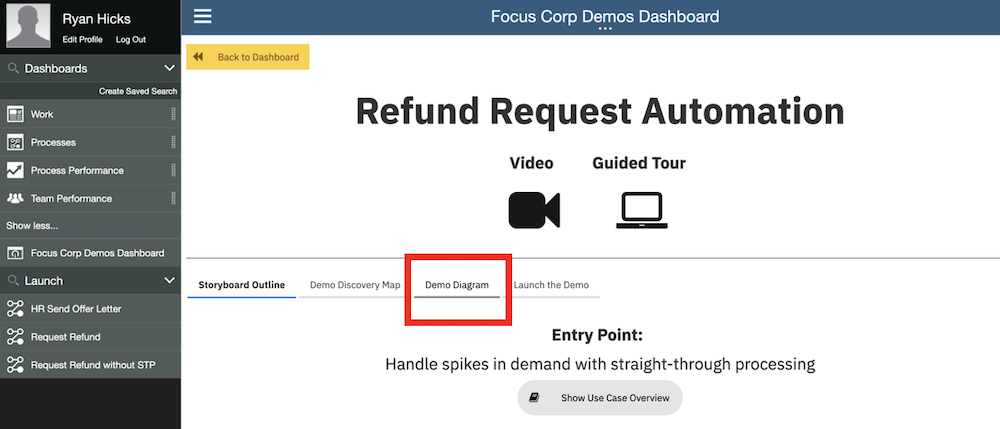 Ryan Hicks
Edit Profile Log Out
Dashboards
Create Saved Search
Work
Processes
Process Performance
Team Performance
Show less...
Focus Corp Demos Dashboard
Launch
HR Send Offer Letter
Request Refund
Request Refund without STP
Focus Corp Demos Dashboard
Back to Dashboard
Refund Request Automation
Video Guided Tour
Storyboard Outline Demo Discovery Map Demo Diagram Launch the Demo
Entry Point:
Handle spikes in demand with straight-through processing
Show Use Case Overview